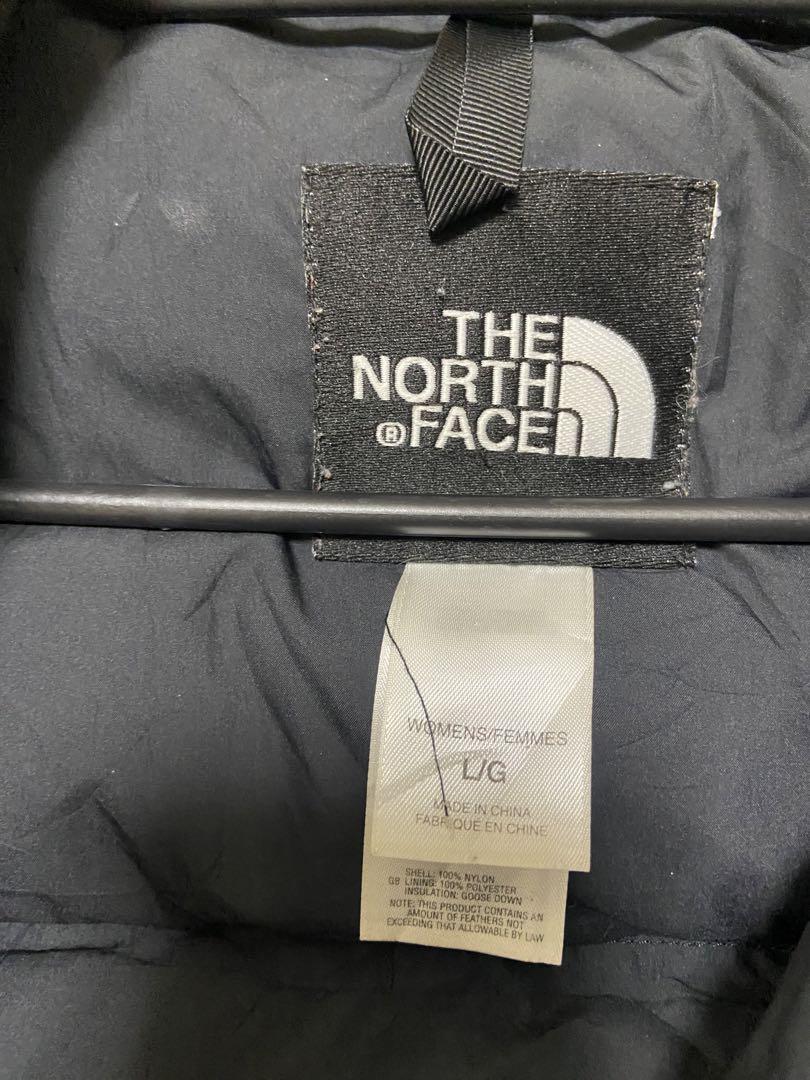 THE
NORTH
® FACE
WOMENS/FEMMES
L/G
MADE IN CHINA
FABRIQUE EN CHINE
SHELL: 100% NYLON
GB LINING: 100% POLYESTER
INSULATION: GOOSE DOWN
NOTE: THIS PRODUCT CONTAINS AN
AMOUNT OF FEATHERS NOT
EXCEEDING THAT ALLOWABLE BY LAW